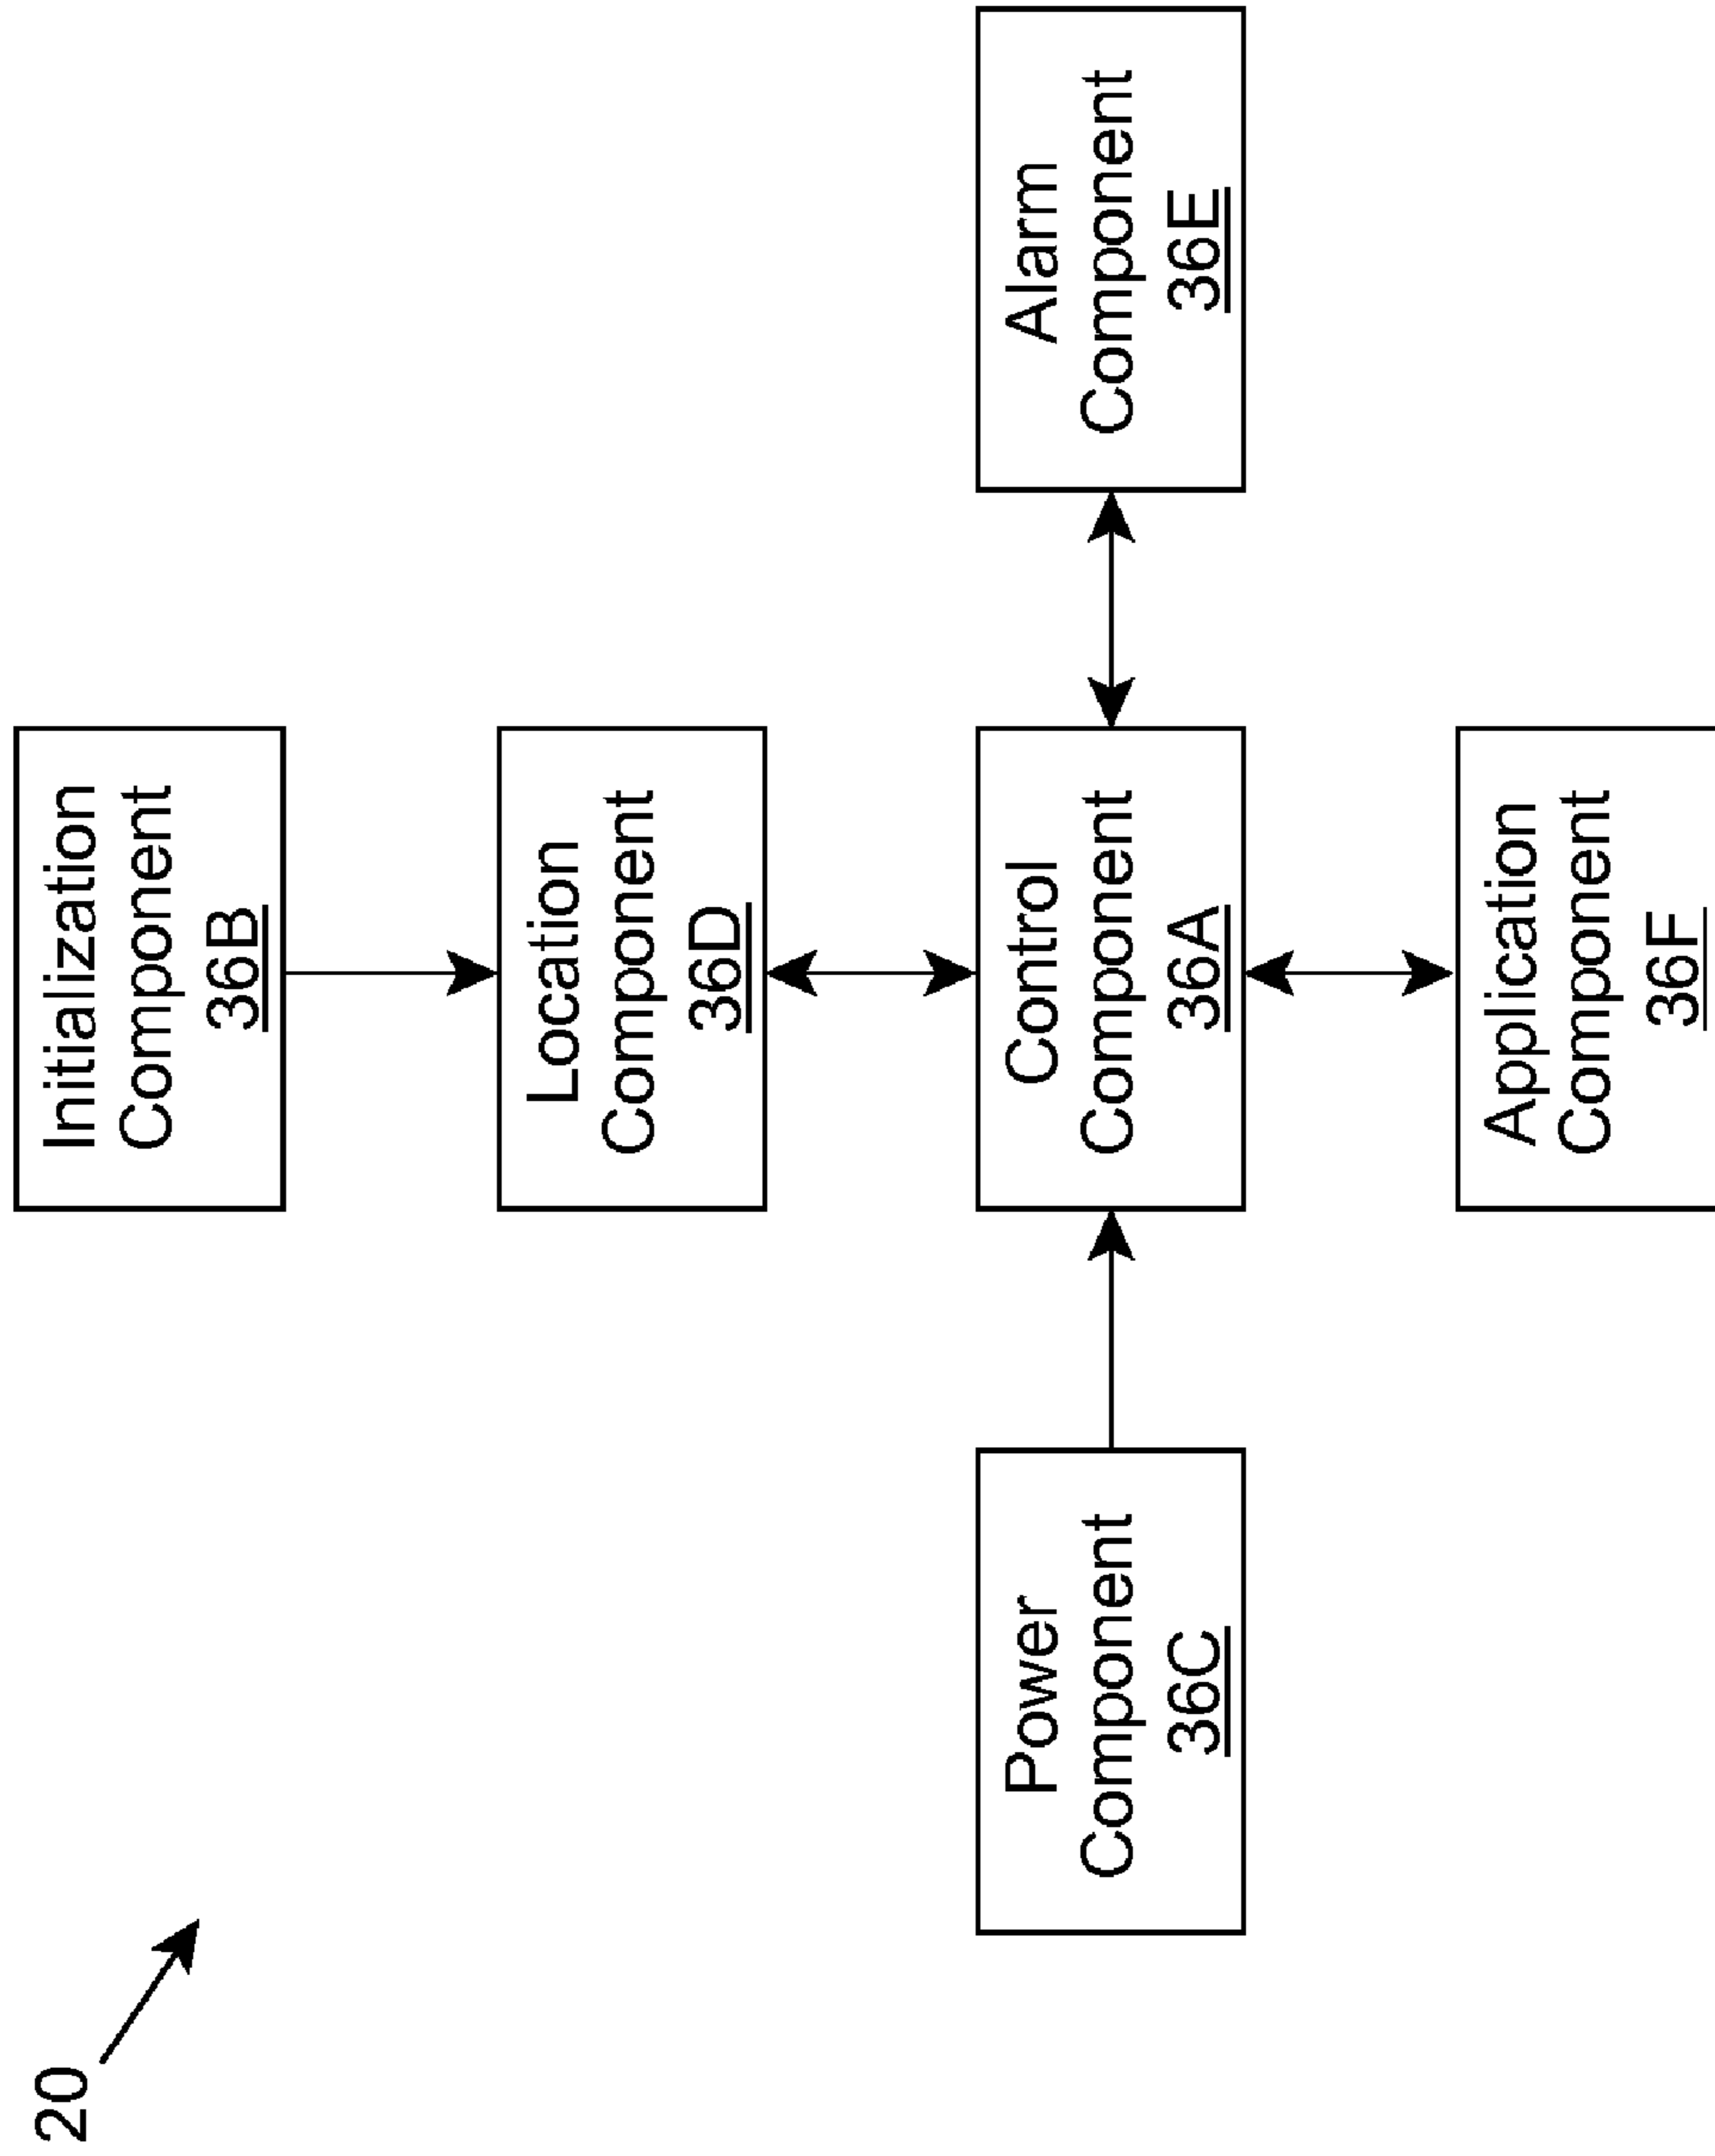 20
Initialization
Component
36B
Location
Component
36D
Power
Component
36C
Control
Component
36A
Alarm
Component
36E
Application
Component
36F